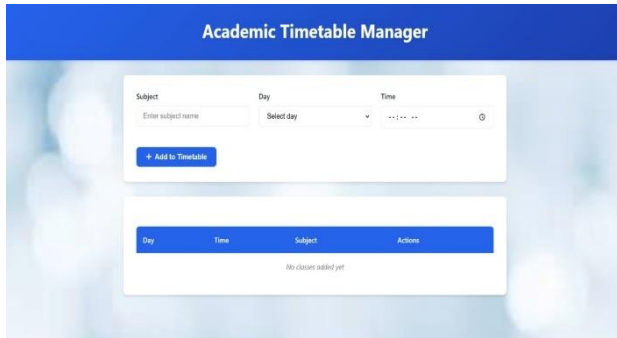 Academic Timetable Manager
Subject Day Time
Enter subject name Select day --:-- --
+ Add to Timetable
Day Time Subject Actions
No classes added yet